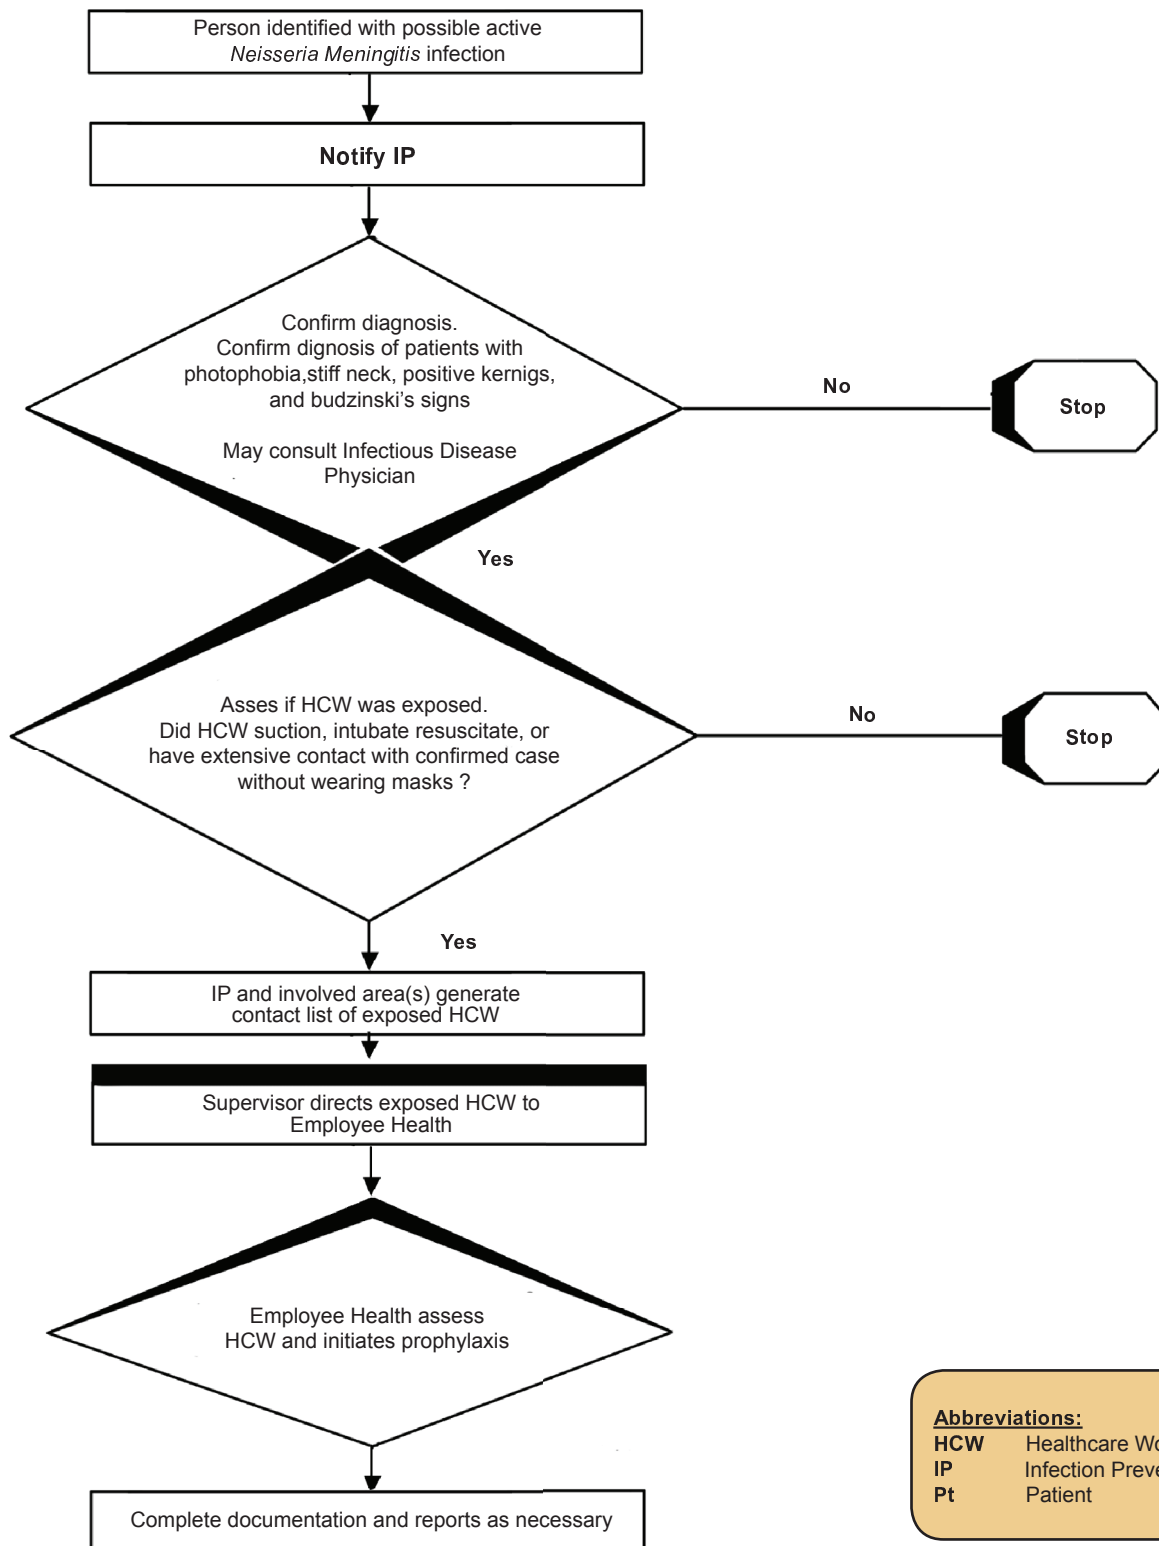 Person identified with possible active
Neisseria Meningitis infection
Notify IP
Confirm diagnosis.
Confirm dignosis of patients with
photophobia,stiff neck, positive kernigs,
and budzinski's signs
May consult Infectious Disease
Physician
No
Stop
Yes
Asses if HCW was exposed.
Did HCW suction, intubate resuscitate, or
have extensive contact with confirmed case
without wearing masks ?
No
Stop
Yes
IP and involved area(s) generate
contact list of exposed HCW
Supervisor directs exposed HCW to
Employee Health
Employee Health assess
HCW and initiates prophylaxis
Complete documentation and reports as necessary
Abbreviations:
HCW Healthcare
IP Infection
Pt Patient